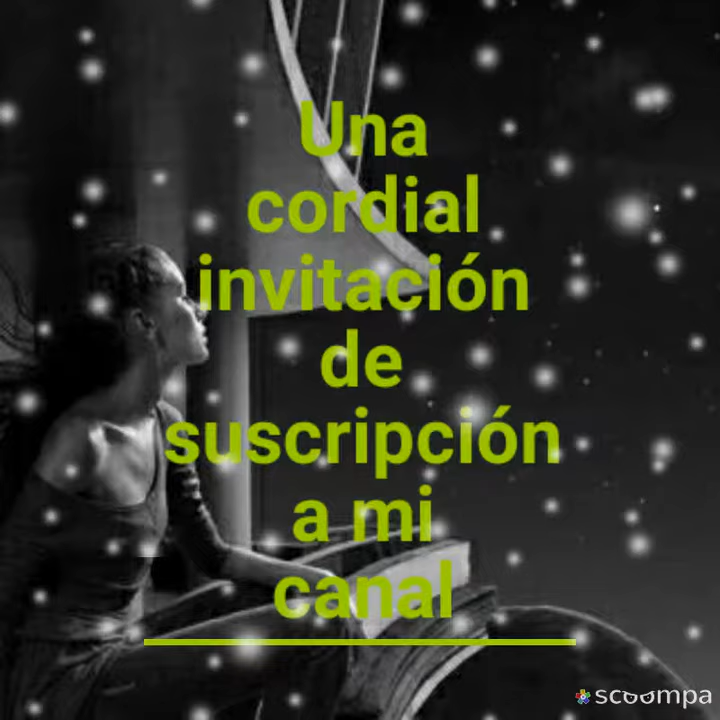 Una
cordial
invitación
de
suscripción
a mi
canal
scoompa